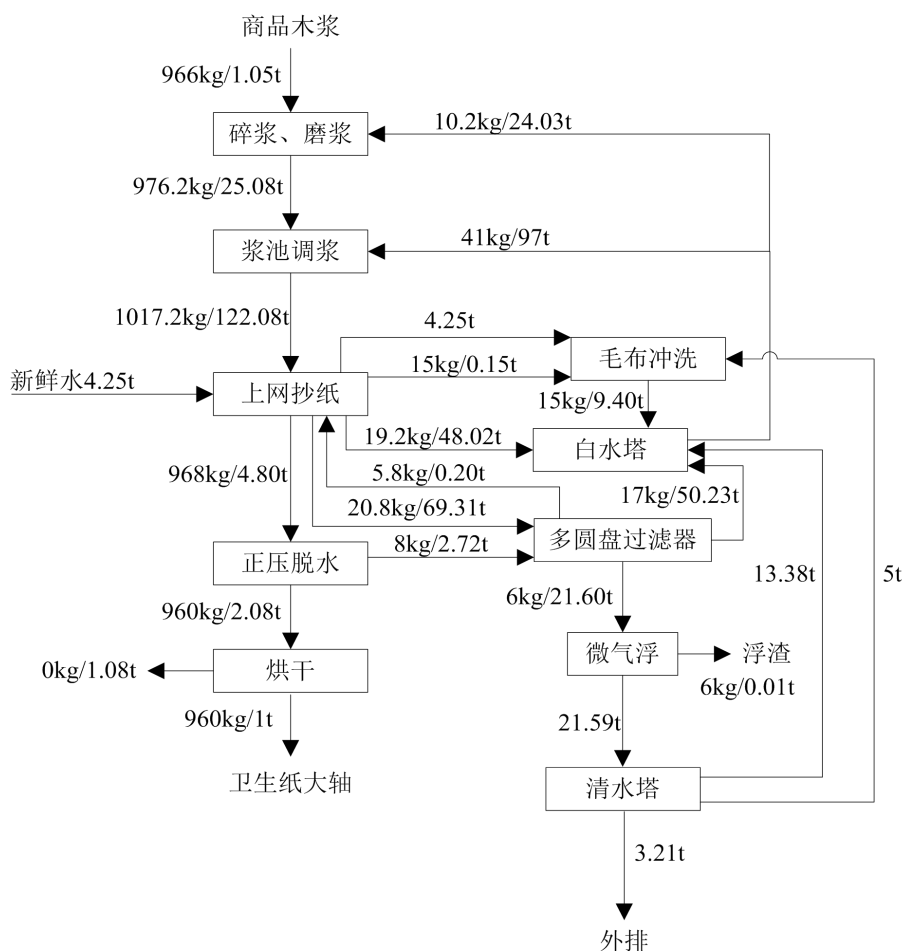 商品木浆
966kg/1.05t
碎浆、磨浆
10.2kg/24.03t
976.2kg/25.08t
浆池调浆
41kg/97t
1017.2kg/122.08t
4.25t
毛布冲洗
新鲜水4.25t
上网抄纸
15kg/0.15t
15kg/9.40t
19.2kg/48.02t
白水塔
968kg/4.80t
5.8kg/0.20t
17kg/50.23t
20.8kg/69.31t
多圆盘过滤器
正压脱水
8kg/2.72t
13.38t
5t
960kg/2.08t
6kg/21.60t
0kg/1.08t
烘干
微气浮
浮渣
6kg/0.01t
960kg/1t
21.59t
卫生纸大轴
清水塔
3.21t
外排